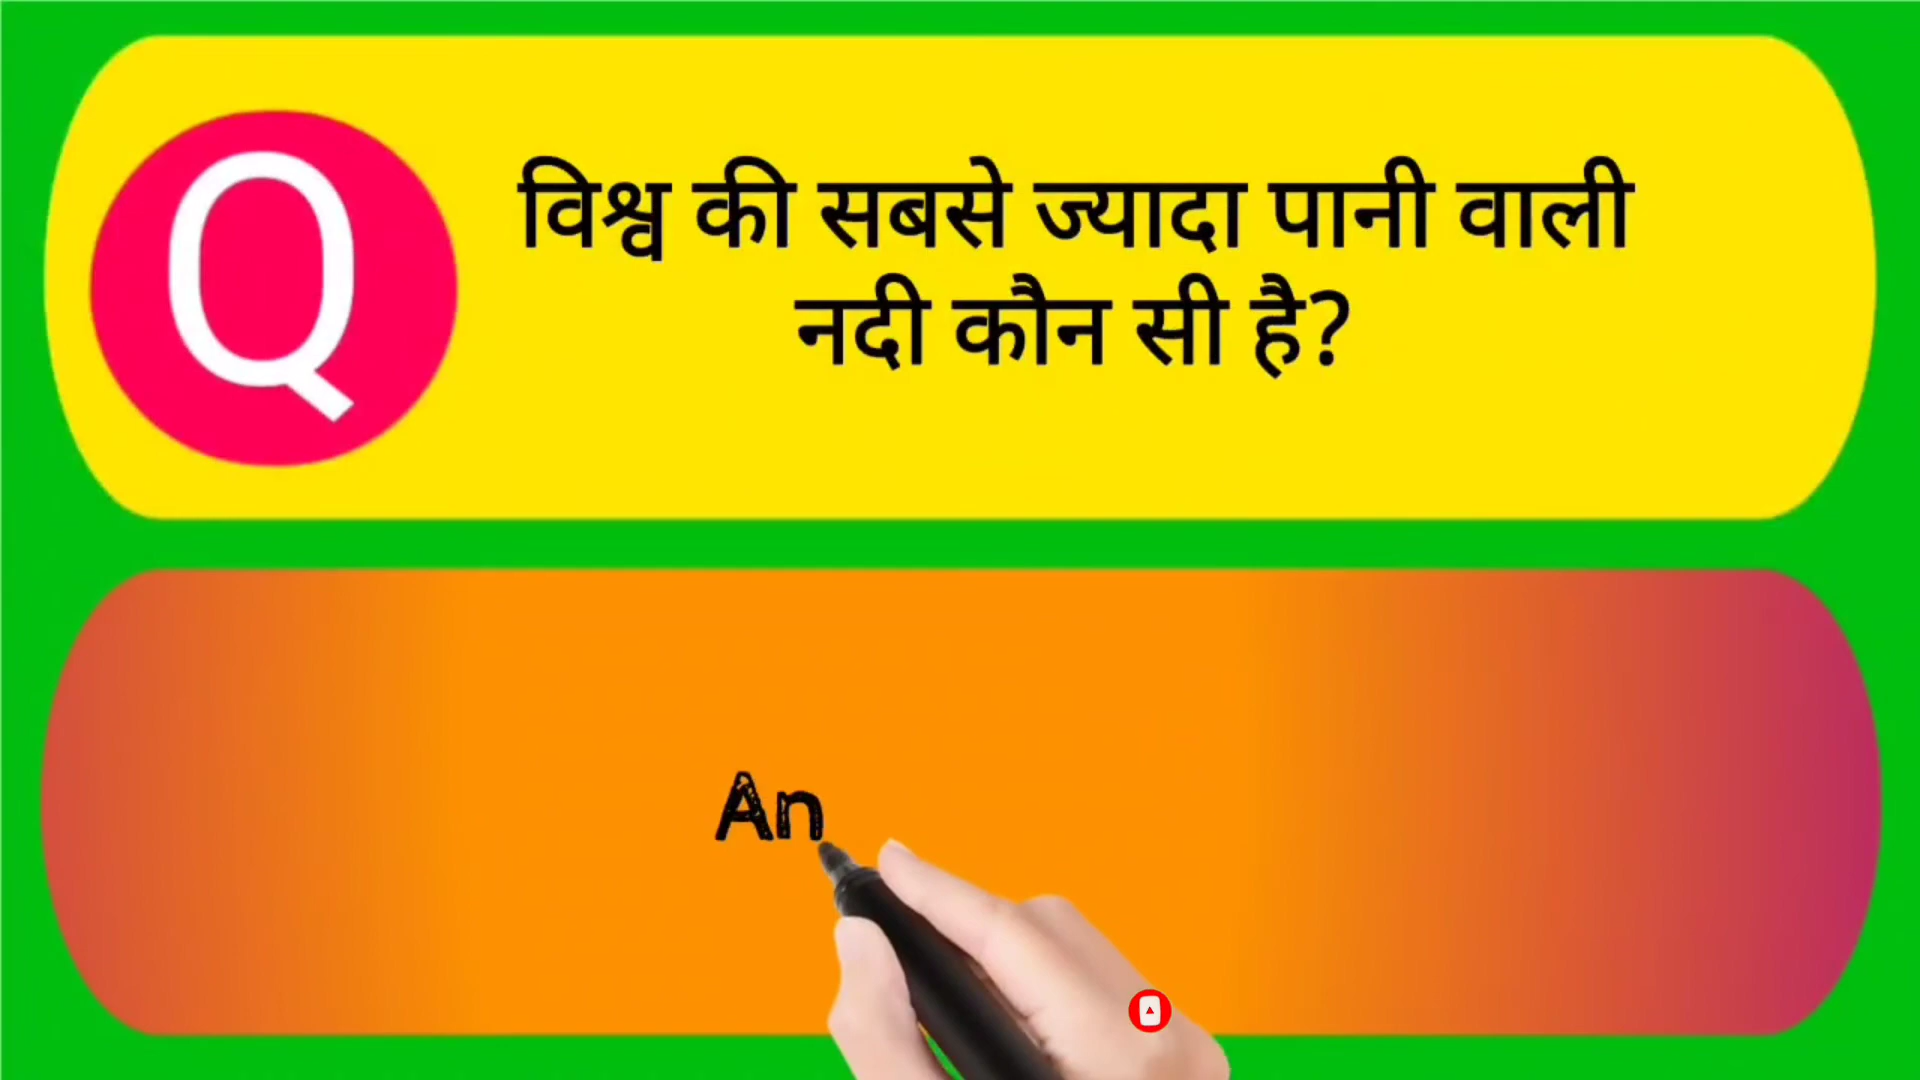 Q
विश्व की सबसे ज्यादा पानी वाली
नदी कौन सी है?
An